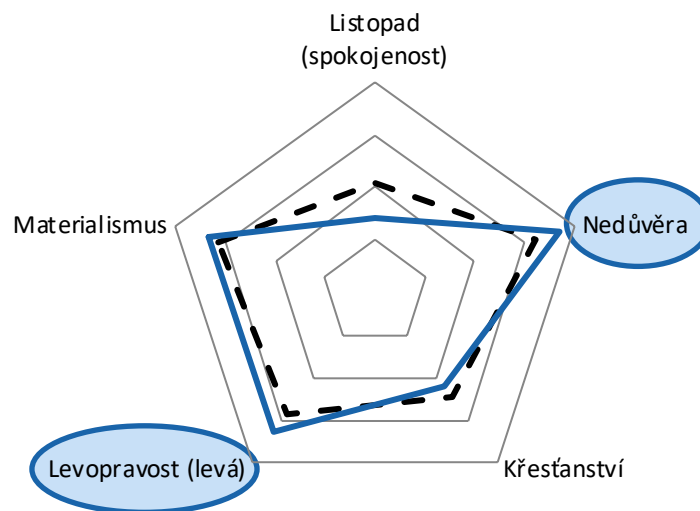 Listopad
(spokojenost)
Materialismus
Nedůvěra
Levopravost (levá)
Křesťanství